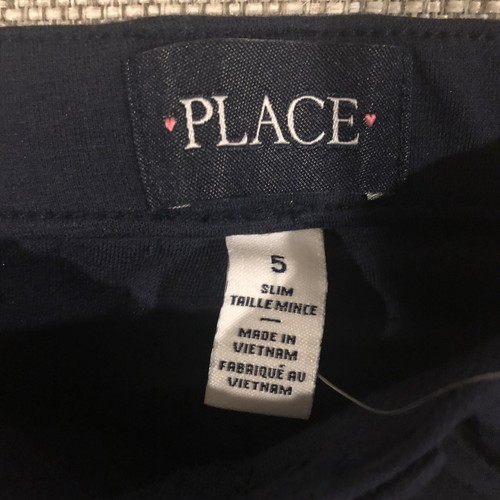 PLACE
5
SLIM
TAILLE MINCE
MADE IN
VIETNAM
FABRIQUÉ AU
VIETNAM